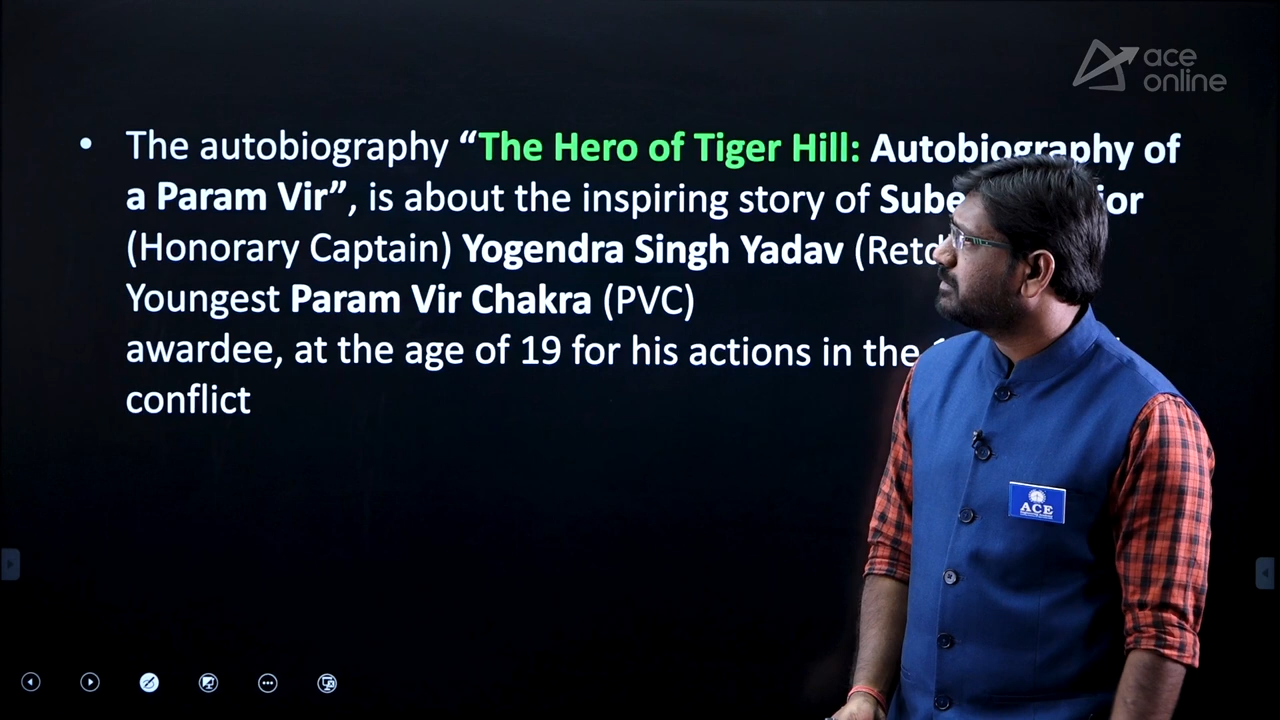 ace
online
• The autobiography “The Hero of Tiger Hill: Autobiography of
a Param Vir”, is about the inspiring story of
(Honorary Captain) Yogendra Singh Yadav
Youngest Param Vir Chakra (PVC)
awardee, at the age of 19 for his actions in the
conflict
ACE